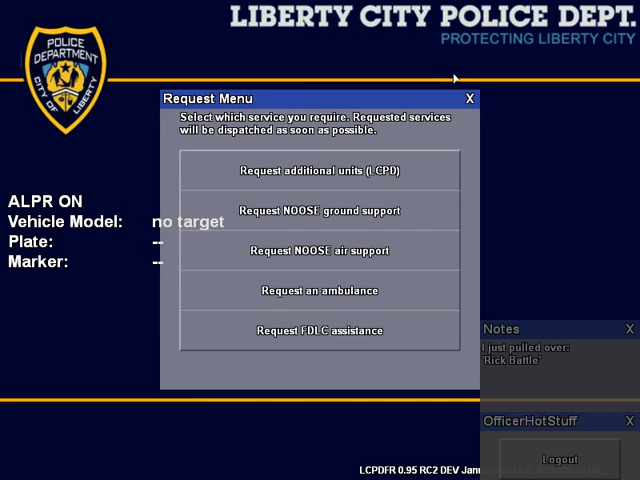 LIBERTY CITY POLICE DEPT.
PROTECTING LIBERTY CITY
POLICE
DEPARTMENT
CITY OF LIBERTY
Request Menu X
Select which service you require. Requested services
will be dispatched as soon as possible.
Request additional units (LCPD)
Request NOOSE ground support
Request NOOSE air support
Request an ambulance
Request FDLC assistance
ALPR ON
Vehicle Model: no target
Plate: --
Marker: --
Notes X
I just pulled over:
'Rick Battle'
OfficerHotStuff X
Logout
LCPDFR 0.95 RC2 DEV